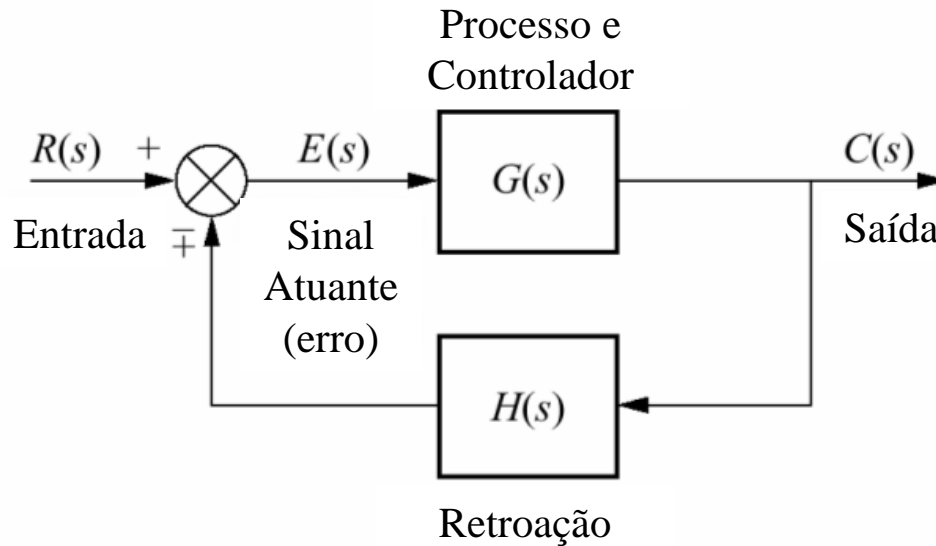 Processo e
Controlador
R(s) + E(s) G(s) C(s)
Entrada ∓ Sinal Saída
Atuante
(erro)
H(s)
Retroação